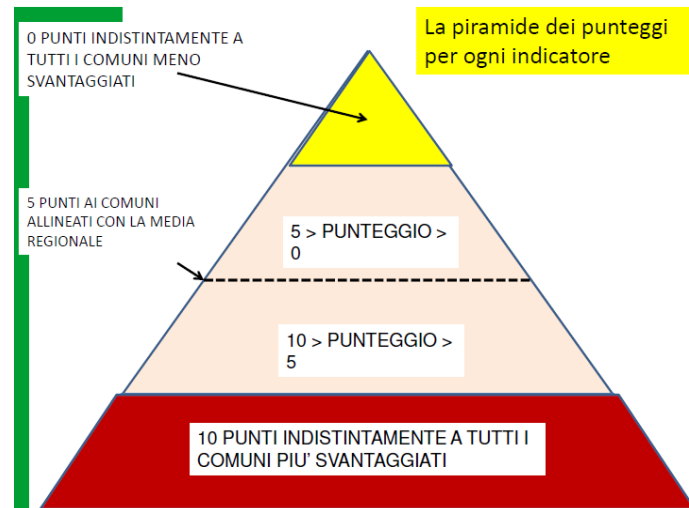 0 PUNTI INDISTINTAMENTE A
TUTTI I COMUNI MENO
SVANTAGGIATI
La piramide dei punteggi
per ogni indicatore
5 PUNTI AI COMUNI
ALLINEATI CON LA MEDIA
REGIONALE
5 > PUNTEGGIO >
0
10 > PUNTEGGIO >
5
10 PUNTI INDISTINTAMENTE A TUTTI I
COMUNI PIU' SVANTAGGIATI